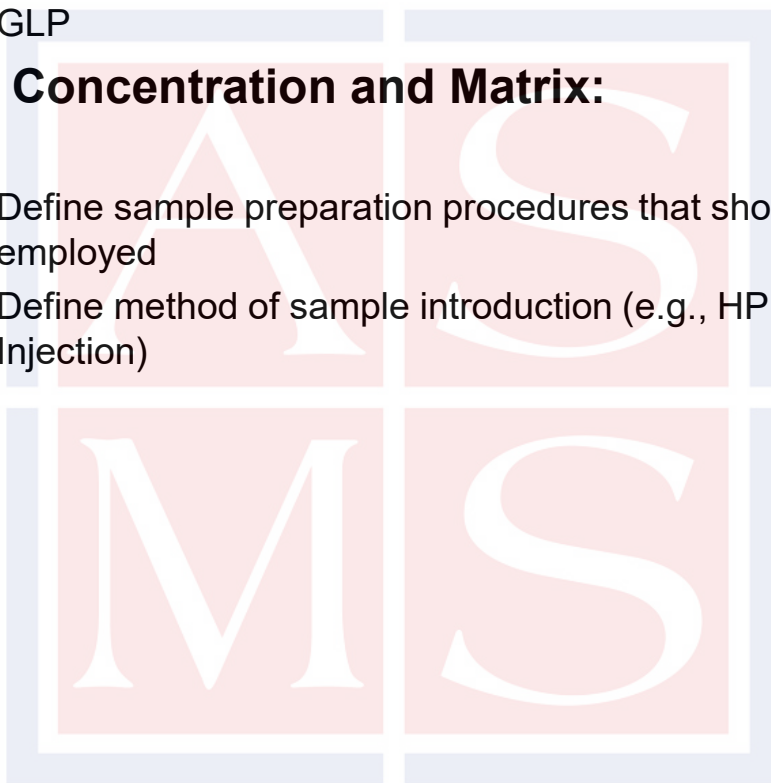 GLP
Concentration and Matrix:
Define sample preparation procedures that sho
employed
Define method of sample introduction (e.g., HP
Injection)
A S
M S